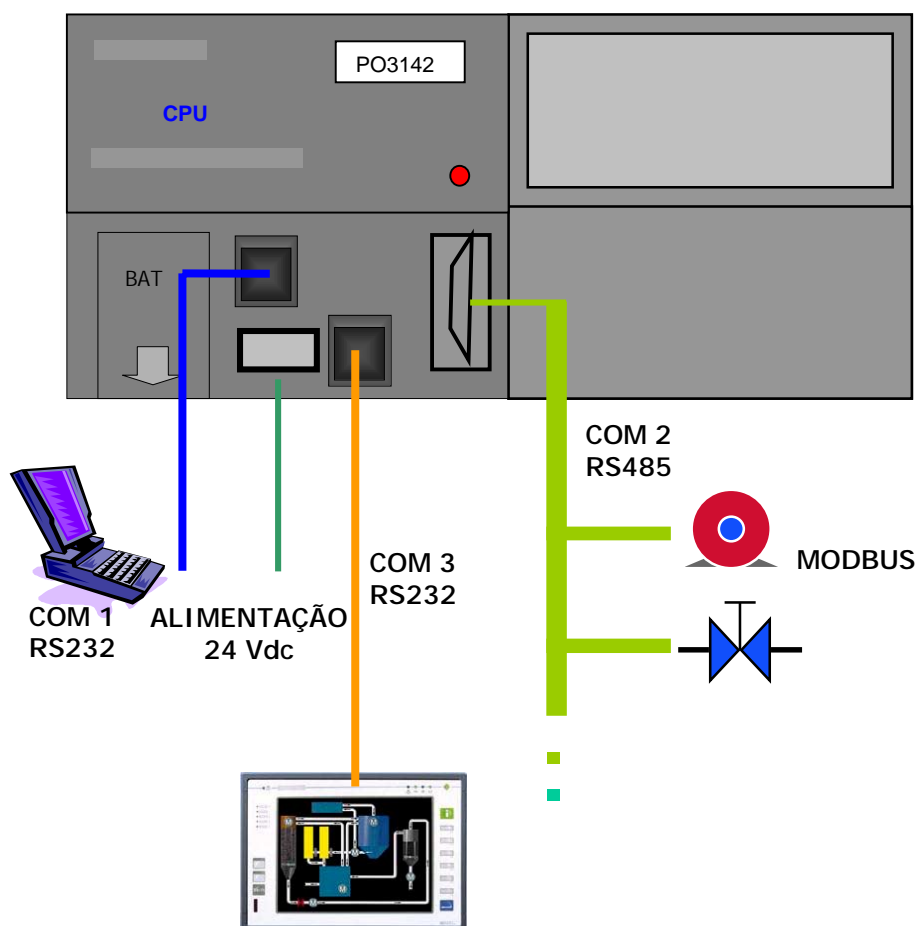 PO3142
CPU
BAT
COM 2
RS485
COM 3
RS232
MODBUS
COM 1
RS232
ALIMENTAÇÃO
24 Vdc